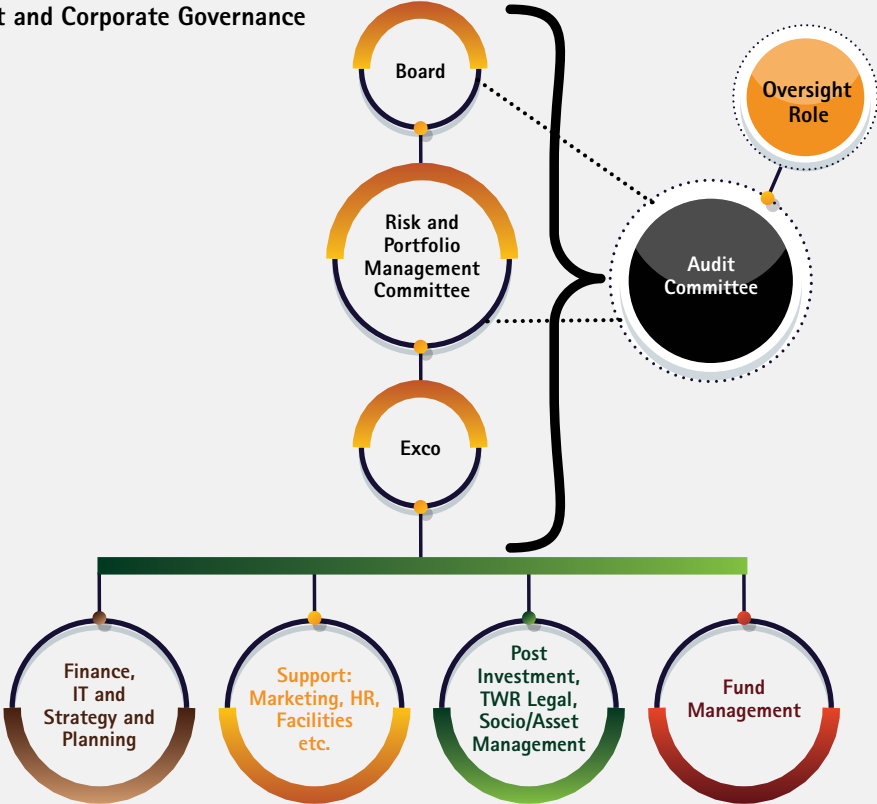 t and Corporate Governance
Board
Oversight
Role
Risk and
Portfolio
Management
Committee
Audit
Committee
Exco
Finance,
IT and
Strategy and
Planning
Support:
Marketing, HR,
Facilities
etc.
Post
Investment,
TWR Legal,
Socio/Asset
Management
Fund
Management